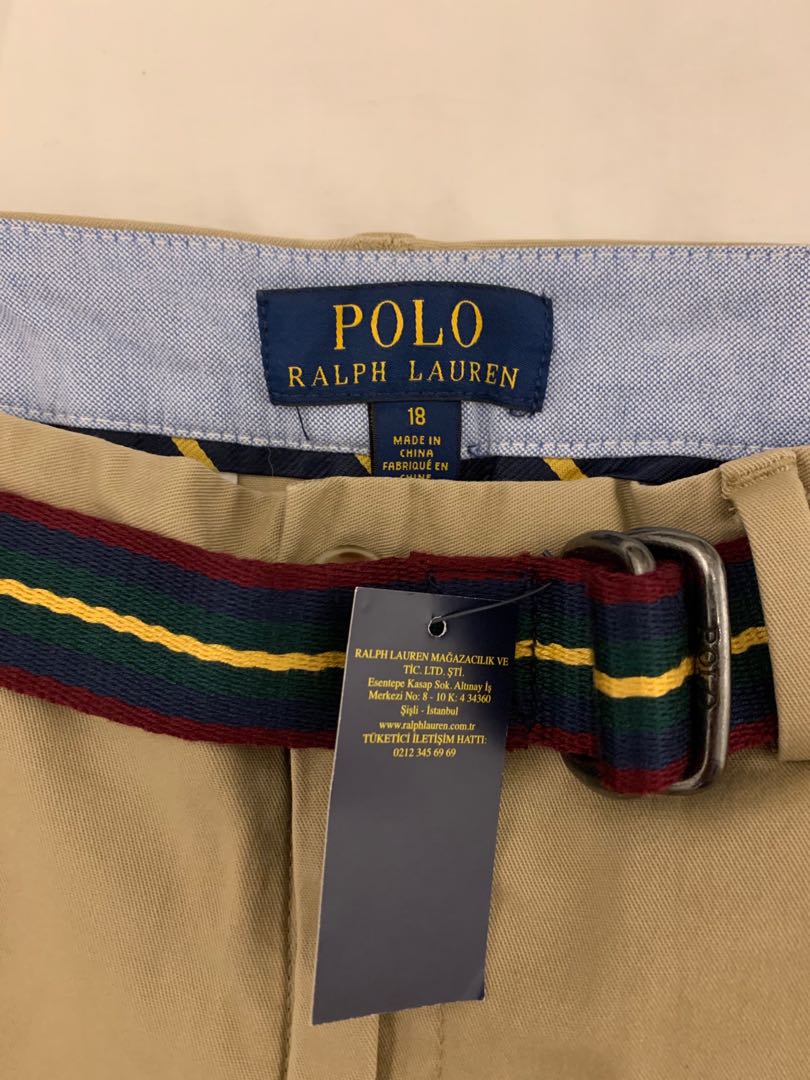 POLO
RALPH LAUREN
18
MADE IN
CHINA
FABRIQUÉ EN
CHINE
RALPH LAUREN MAĞAZACILIK VE
TİC. LTD. ŞTİ.
Esentepe Kasap Sok. Altınay İş
Merkezi No: 8 - 10 K: 4 34360
Şişli - İstanbul
www.ralphlauren.com.tr
TÜKETİCİ İLETİŞİM HATTI:
0212 345 69 69
POLO